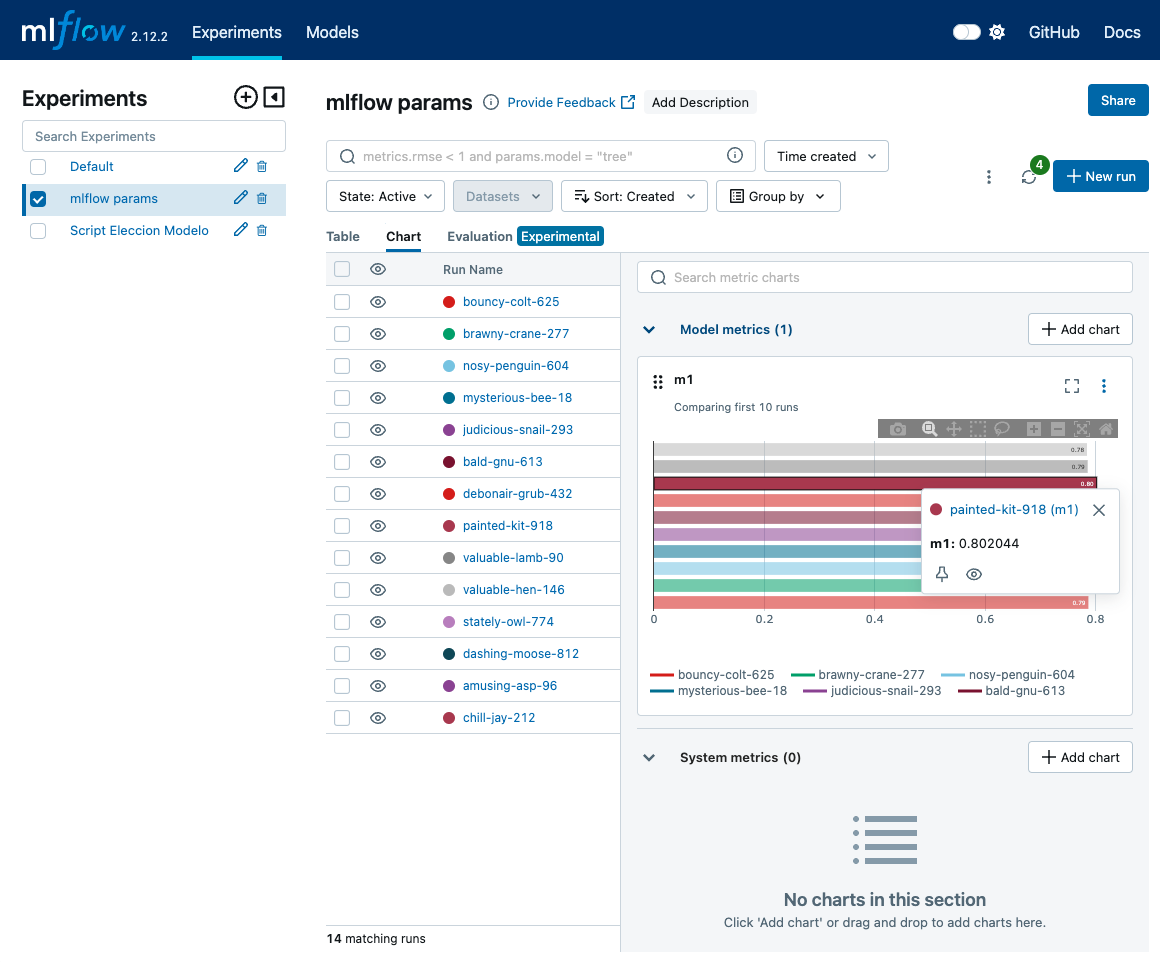 mlflow 2.12.2 Experiments Models GitHub Docs
Experiments
Search Experiments
Default
mlflow params
Script Eleccion Modelo
mlflow params Provide Feedback Add Description Share
metrics.rmse < 1 and params.model = "tree" Time created
4
New run
State: Active Datasets Sort: Created Group by
Table Chart Evaluation Experimental
Run Name
bouncy-colt-625
brawny-crane-277
nosy-penguin-604
mysterious-bee-18
judicious-snail-293
bald-gnu-613
debonair-grub-432
painted-kit-918
valuable-lamb-90
valuable-hen-146
stately-owl-774
dashing-moose-812
amusing-asp-96
chill-jay-212
14 matching runs
Search metric charts
Model metrics (1) Add chart
m1
Comparing first 10 runs
0.78
0.79
0.80
painted-kit-918 (m1)
m1: 0.802044
0.79
0 0.2 0.4 0.6 0.8
bouncy-colt-625 brawny-crane-277 nosy-penguin-604
mysterious-bee-18 judicious-snail-293 bald-gnu-613
System metrics (0) Add chart
No charts in this section
Click 'Add chart' or drag and drop to add charts here.